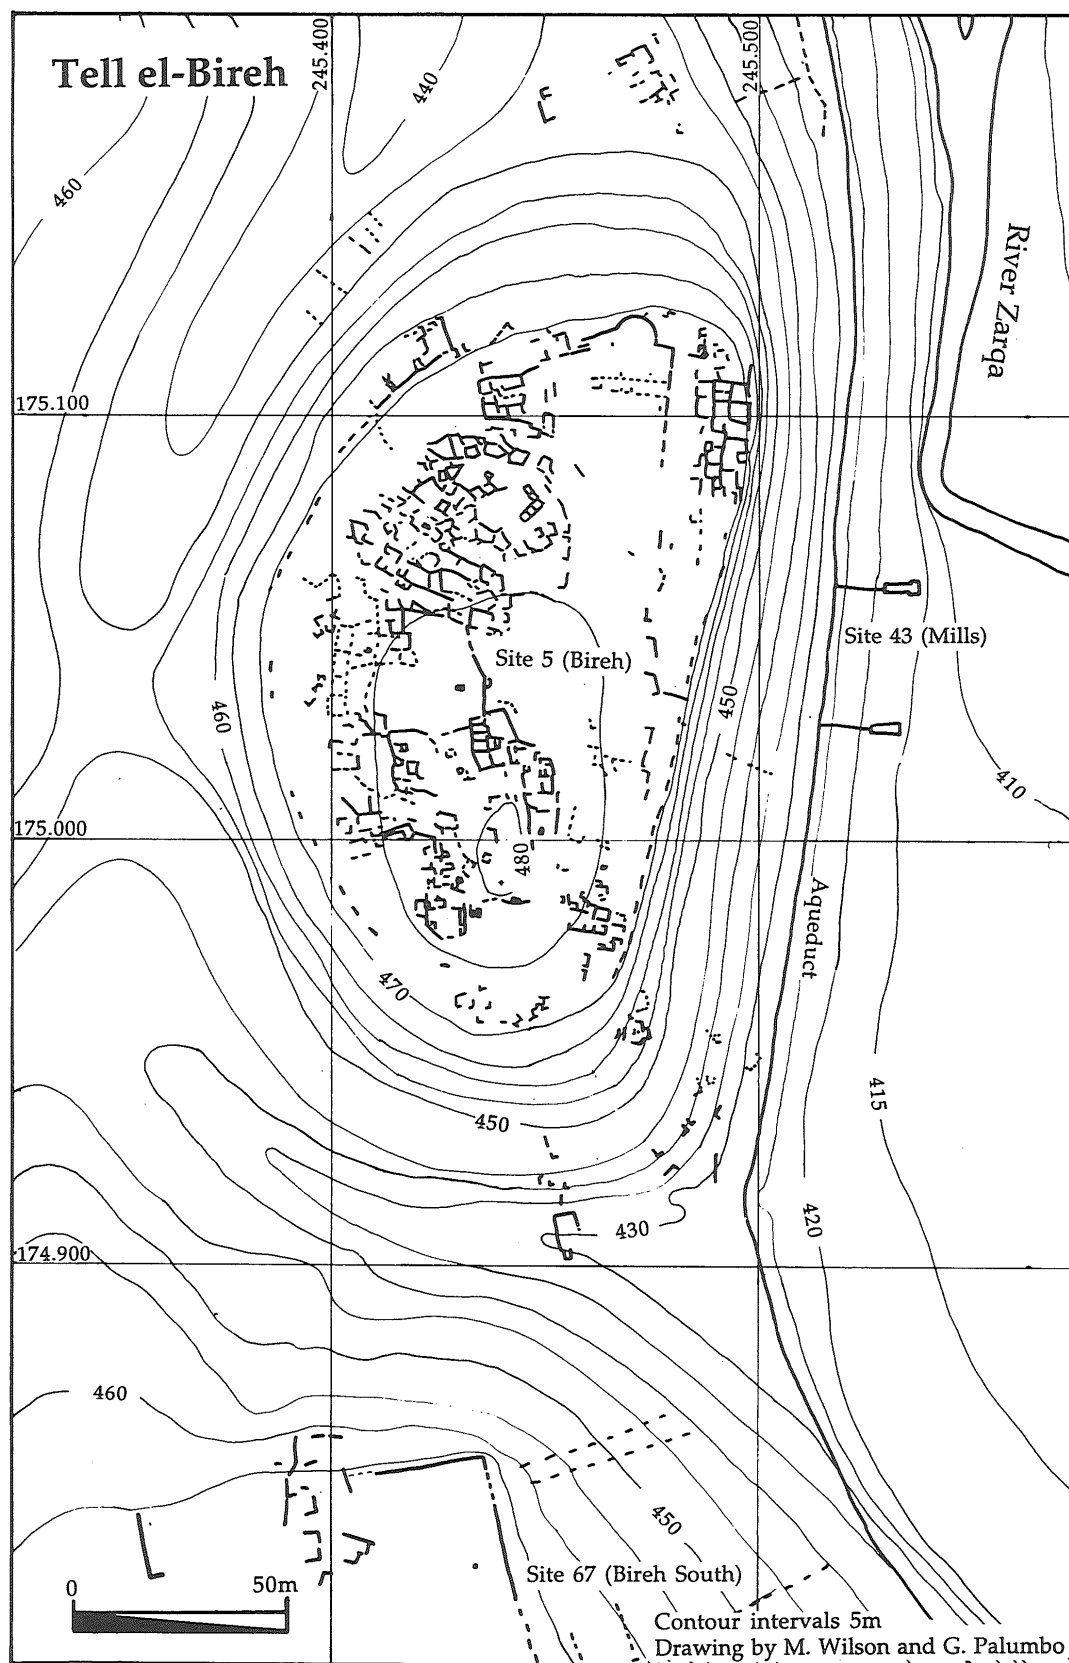 Tell el-Bireh
245.400
245.500
440
460
River Zarqa
175.100
Site 43 (Mills)
Site 5 (Bireh)
460
450
410
175.000
480
Aqueduct
470
415
450
420
430
174.900
460
450
0 50m
Site 67 (Bireh South)
Contour intervals 5m
Drawing by M. Wilson and G. Palumbo